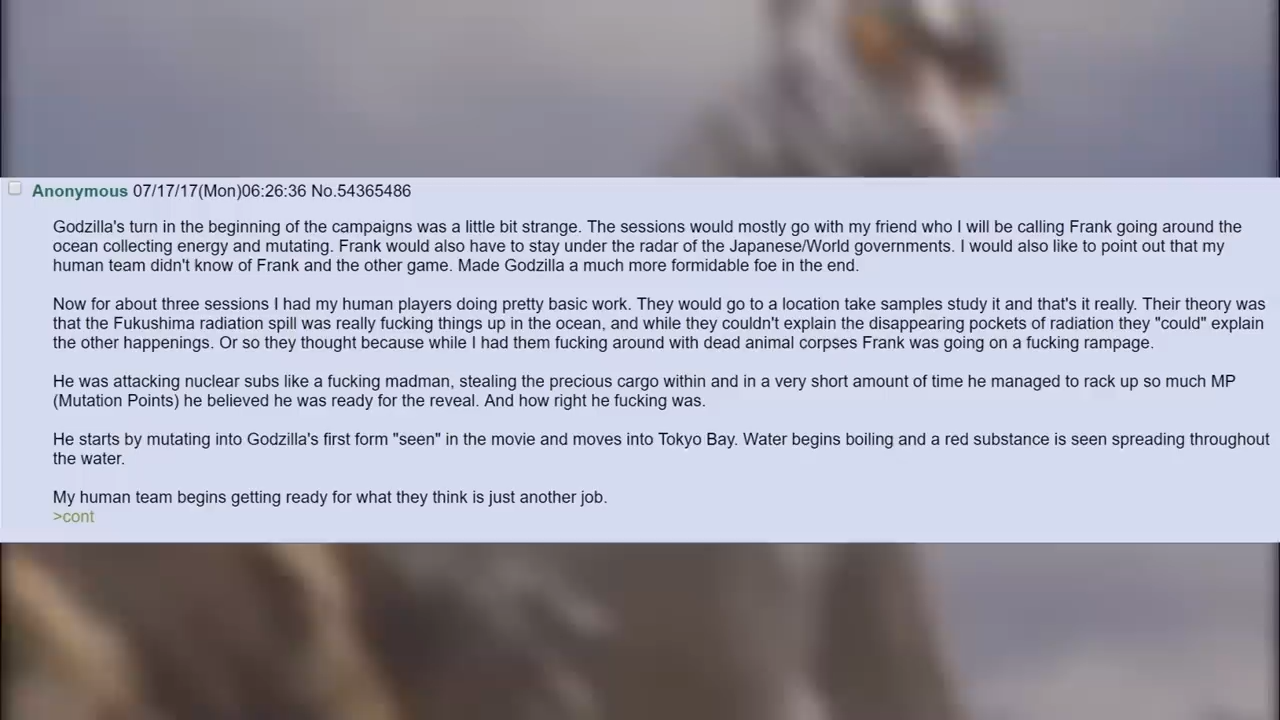 Anonymous 07/17/17(Mon)06:26:36 No.54365486
Godzilla's turn in the beginning of the campaigns was a little bit strange. The sessions would mostly go with my friend who I will be calling Frank going around the
ocean collecting energy and mutating. Frank would also have to stay under the radar of the Japanese/World governments. I would also like to point out that my
human team didn't know of Frank and the other game. Made Godzilla a much more formidable foe in the end.
Now for about three sessions I had my human players doing pretty basic work. They would go to a location take samples study it and that's it really. Their theory was
that the Fukushima radiation spill was really fucking things up in the ocean, and while they couldn't explain the disappearing pockets of radiation they "could" explain
the other happenings. Or so they thought because while I had them fucking around with dead animal corpses Frank was going on a fucking rampage.
He was attacking nuclear subs like a fucking madman, stealing the precious cargo within and in a very short amount of time he managed to rack up so much MP
(Mutation Points) he believed he was ready for the reveal. And how right he fucking was.
He starts by mutating into Godzilla's first form "seen" in the movie and moves into Tokyo Bay. Water begins boiling and a red substance is seen spreading throughout
the water.
My human team begins getting ready for what they think is just another job.
>cont